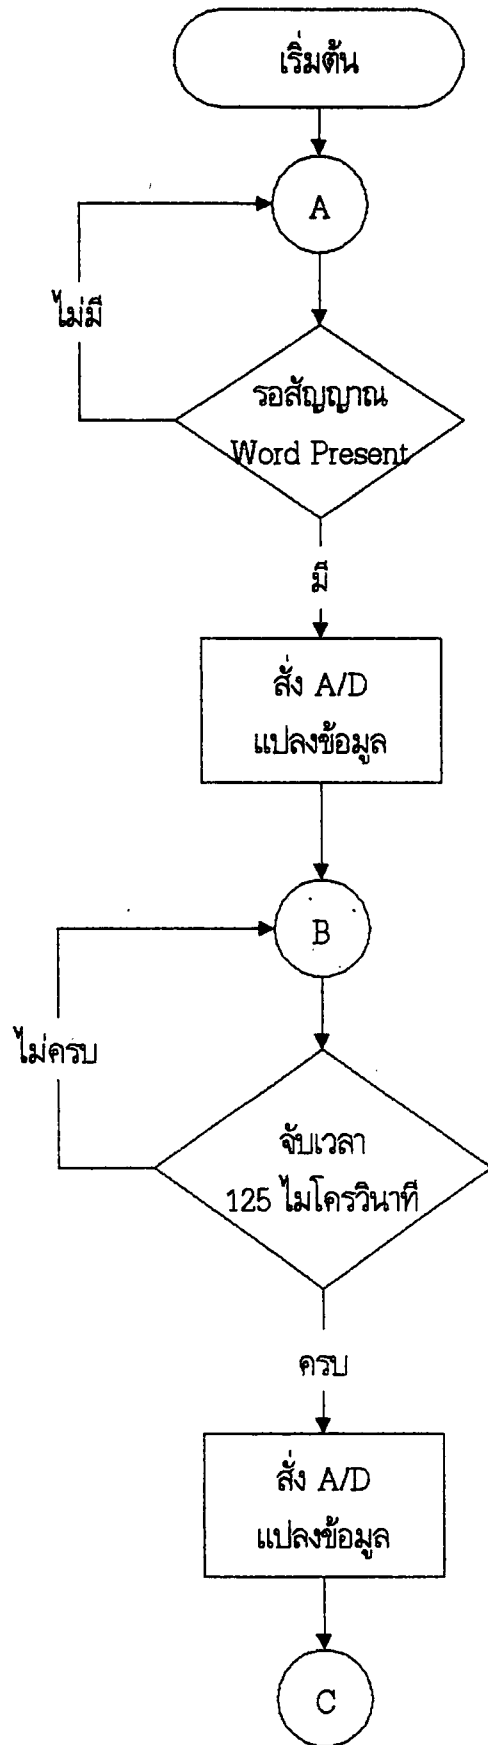 เริ่มต้น
A
ไม่มี
รอสัญญาณ
Word Present
มี
สั่ง A/D
แปลงข้อมูล
B
ไม่ครบ
จับเวลา
125 ไมโครวินาที
ครบ
สั่ง A/D
แปลงข้อมูล
C